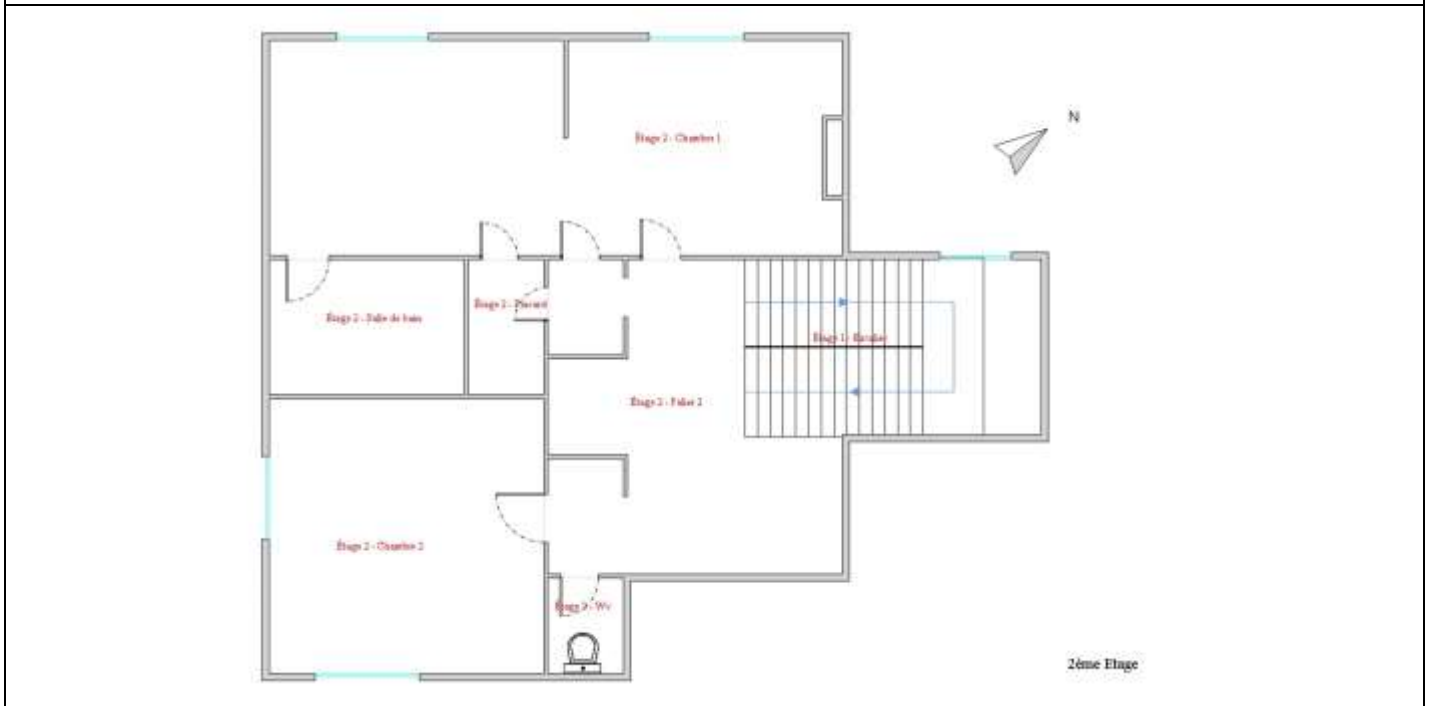 N
Étage 2 - Chambre 1
Étage 2 - Placard
Étage 2 - Salle de bain
Étage 1 - Escalier
Étage 2 - Palier 2
Étage 2 - Chambre 2
Étage 2 - Wc
2ème Etage